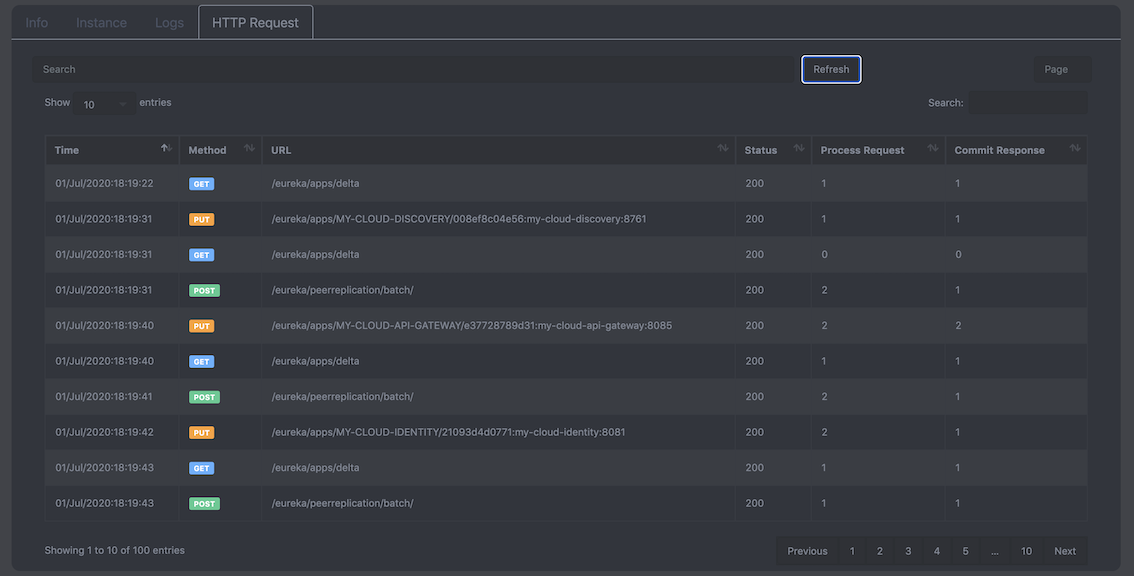 Info Instance Logs HTTP Request
Search Refresh Page
Show 10 entries Search:
Time Method URL Status Process Request Commit Response
01/Jul/2020:18:19:22 GET /eureka/apps/delta 200 1 1
01/Jul/2020:18:19:31 PUT /eureka/apps/MY-CLOUD-DISCOVERY/008ef8c04e56:my-cloud-discovery:8761 200 1 1
01/Jul/2020:18:19:31 GET /eureka/apps/delta 200 0 0
01/Jul/2020:18:19:31 POST /eureka/peerreplication/batch/ 200 2 1
01/Jul/2020:18:19:40 PUT /eureka/apps/MY-CLOUD-API-GATEWAY/e37728789d31:my-cloud-api-gateway:8085 200 2 2
01/Jul/2020:18:19:40 GET /eureka/apps/delta 200 1 1
01/Jul/2020:18:19:41 POST /eureka/peerreplication/batch/ 200 2 1
01/Jul/2020:18:19:42 PUT /eureka/apps/MY-CLOUD-IDENTITY/21093d4d0771:my-cloud-identity:8081 200 2 1
01/Jul/2020:18:19:43 GET /eureka/apps/delta 200 1 1
01/Jul/2020:18:19:43 POST /eureka/peerreplication/batch/ 200 1 1
Showing 1 to 10 of 100 entries Previous 1 2 3 4 5 ... 10 Next